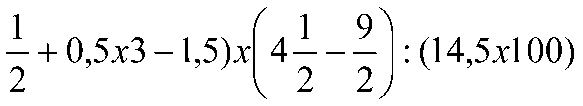 1/2 + 0,5x3 − 1,5)x(4 1/2 − 9/2) : (14,5x100)